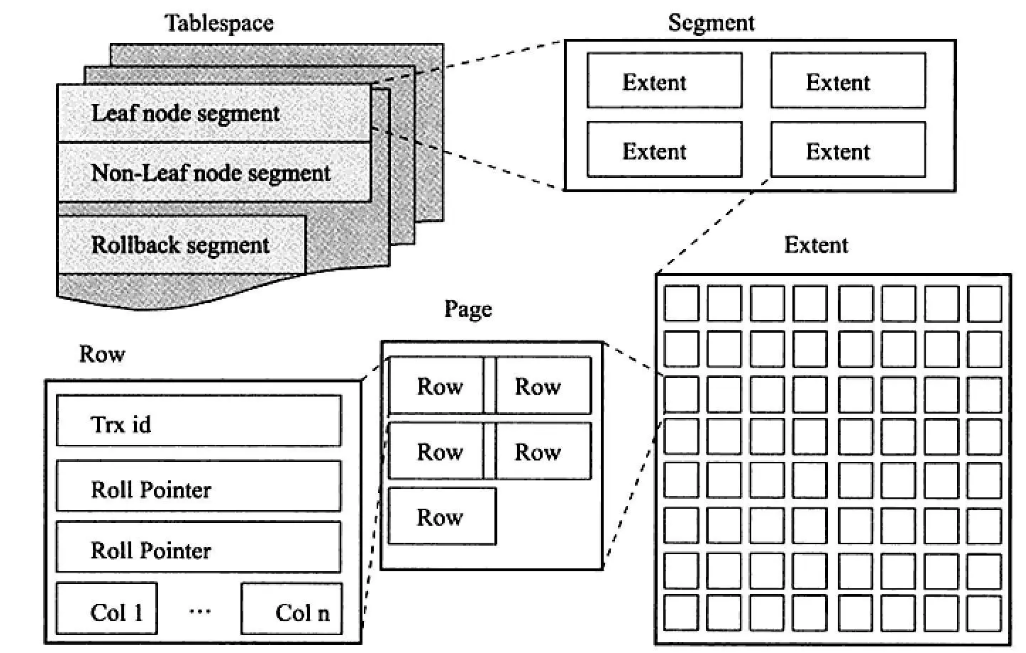 Tablespace
Leaf node segment
Non-Leaf node segment
Rollback segment
Segment
Extent Extent
Extent Extent
Extent
Page
Row Row
Row Row
Row
Row
Trx id
Roll Pointer
Roll Pointer
Col 1 ... Col n